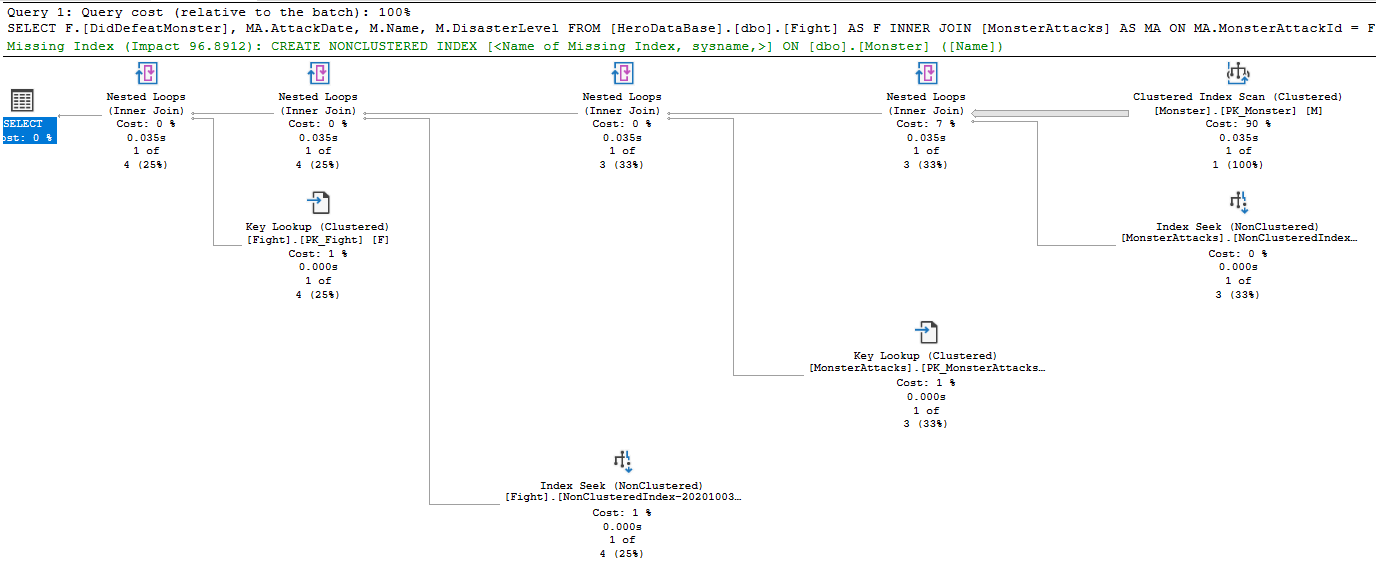 Query 1: Query cost (relative to the batch): 100%
SELECT F.[DidDefeatMonster], MA.AttackDate, M.Name, M.DisasterLevel FROM [HeroDataBase].[dbo].[Fight] AS F INNER JOIN [MonsterAttacks] AS MA ON MA.MonsterAttackId = F
Missing Index (Impact 96.8912): CREATE NONCLUSTERED INDEX [<Name of Missing Index, sysname,>] ON [dbo].[Monster] ([Name])
SELECT
ost: 0 %
Nested Loops
(Inner Join)
Cost: 0 %
0.035s
1 of
4 (25%)
Nested Loops
(Inner Join)
Cost: 0 %
0.035s
1 of
4 (25%)
Nested Loops
(Inner Join)
Cost: 0 %
0.035s
1 of
3 (33%)
Nested Loops
(Inner Join)
Cost: 7 %
0.035s
1 of
3 (33%)
Clustered Index Scan (Clustered)
[Monster].[PK_Monster] [M]
Cost: 90 %
0.035s
1 of
1 (100%)
Key Lookup (Clustered)
[Fight].[PK_Fight] [F]
Cost: 1 %
0.000s
1 of
4 (25%)
Index Seek (NonClustered)
[MonsterAttacks].[NonClusteredIndex…
Cost: 0 %
0.000s
1 of
3 (33%)
Key Lookup (Clustered)
[MonsterAttacks].[PK_MonsterAttacks…
Cost: 1 %
0.000s
1 of
3 (33%)
Index Seek (NonClustered)
[Fight].[NonClusteredIndex-20201003…
Cost: 1 %
0.000s
1 of
4 (25%)